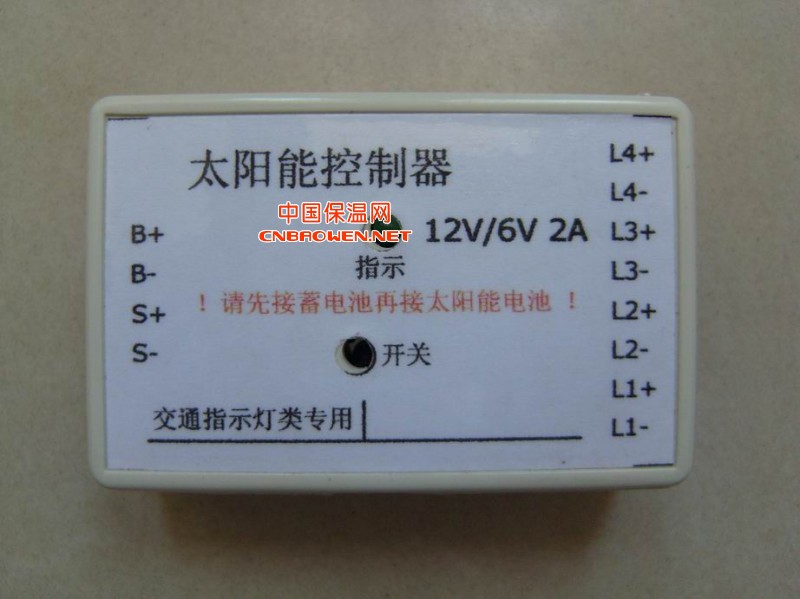 太阳能控制器
中国保温网
CNBAOWEN.NET
12V/6V 2A
指示
！请先接蓄电池再接太阳能电池！
开关
交通指示灯类专用
B+
B-
S+
S-
L4+
L4-
L3+
L3-
L2+
L2-
L1+
L1-